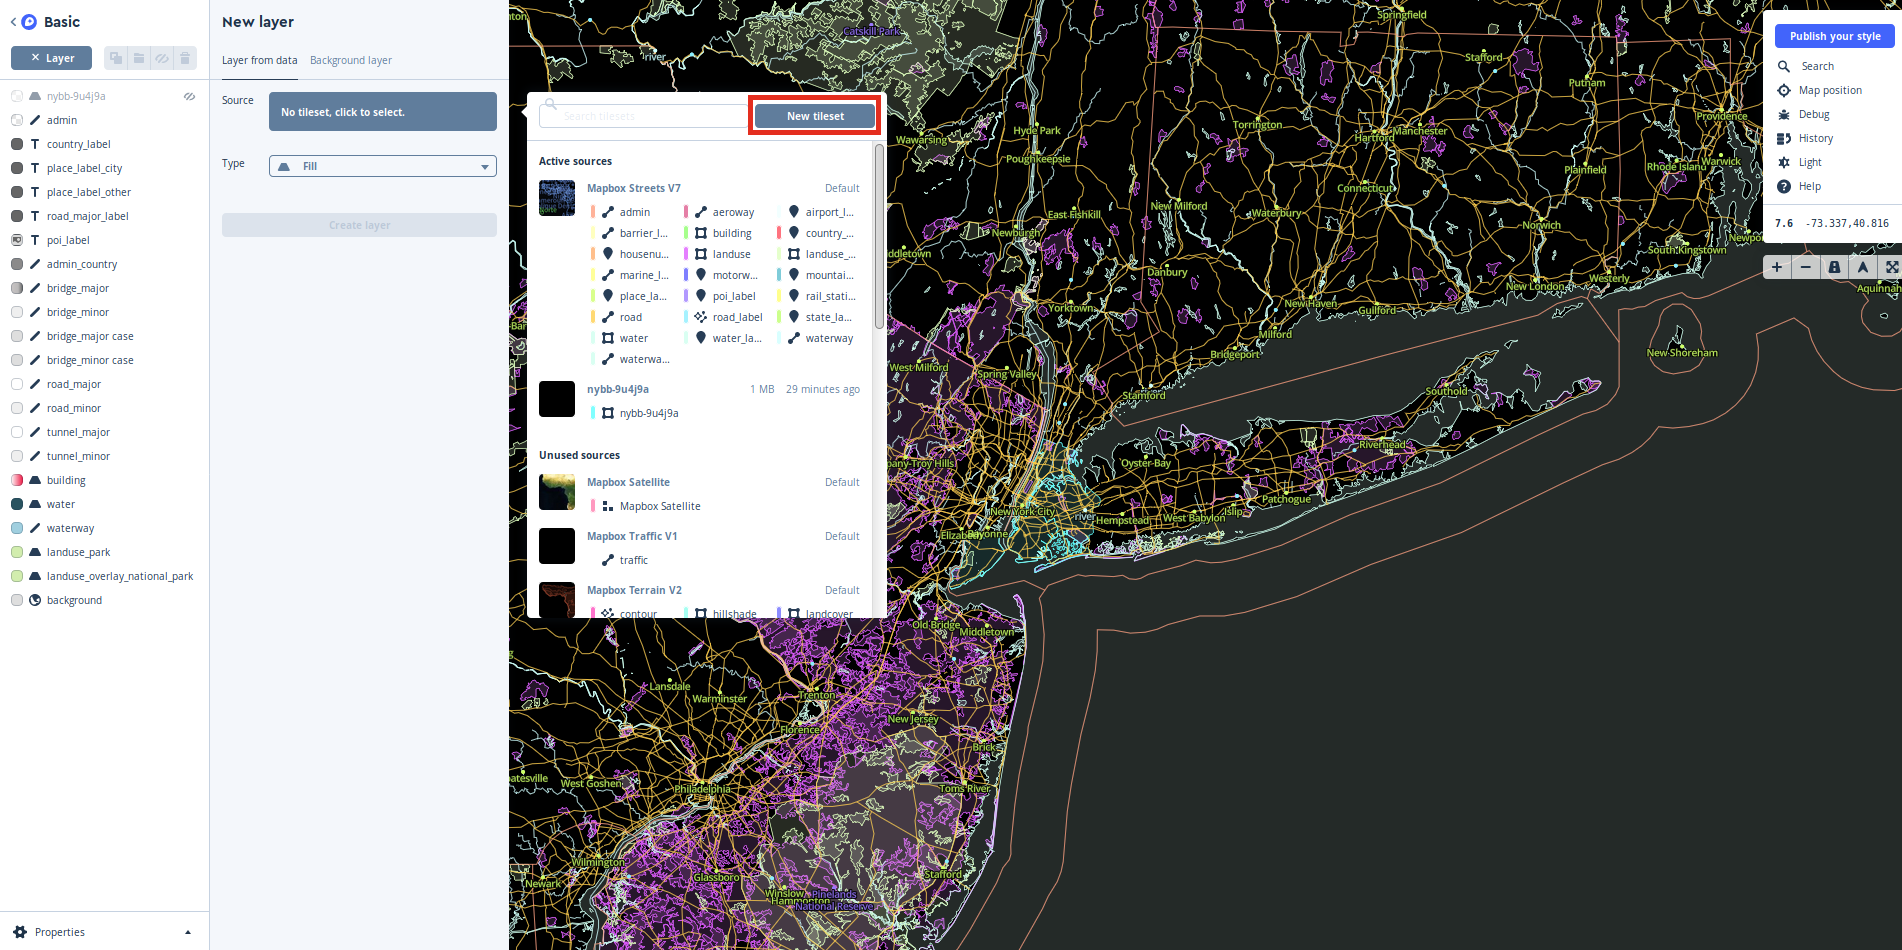 Basic
Layer
nybb-9u4j9a
admin
country_label
place_label_city
place_label_other
road_major_label
poi_label
admin_country
bridge_major
bridge_minor
bridge_major case
bridge_minor case
road_major
road_minor
tunnel_major
tunnel_minor
building
water
waterway
landuse_park
landuse_overlay_national_park
background
Properties
New layer
Layer from data Background layer
Source No tileset, click to select.
Type Fill
Create layer
Search tilesets New tileset
Active sources
Mapbox Streets V7 Default
admin aeroway airport_l...
barrier_l... building country_...
housenu... landuse landuse_...
marine_l... motorw... mountai...
place_la... poi_label rail_stati...
road road_label state_la...
water water_la... waterway
waterwa...
nybb-9u4j9a 1 MB 29 minutes ago
nybb-9u4j9a
Unused sources
Mapbox Satellite Default
Mapbox Satellite
Mapbox Traffic V1 Default
traffic
Mapbox Terrain V2 Default
contour hillshade landcover
Publish your style
Search
Map position
Debug
History
Light
Help
7.6 -73.337,40.816
Catskill Park
river
Springfield
Stafford
Putnam
Providence
Torrington
Hartford
Manchester
Wawarsing
Hyde Park
Poughkeepsie
Plainfield
Rhode Island
Warwick
Connecticut
New Milford
Waterbury
East Fishkill
Newburgh
Norwich
South Kingstown
Danbury
Westerly
New London
Aquinnah
Yorktown
New Haven
Guilford
Milford
Bridgeport
New Shoreham
West Milford
Spring Valley
Stamford
Southold
Riverhead
Oyster Bay
Patchogue
New York City
river
Hempstead
West Babylon
Islip
Bayonne
Old Bridge
Middletown
Lansdale
Warminster
Trenton
New Jersey
Florence
Brick
West Goshen
Philadelphia
Toms River
Wilmington
Glassboro
Stafford
Newark
Winslow
Hammonton
Pinelands
National Reserve